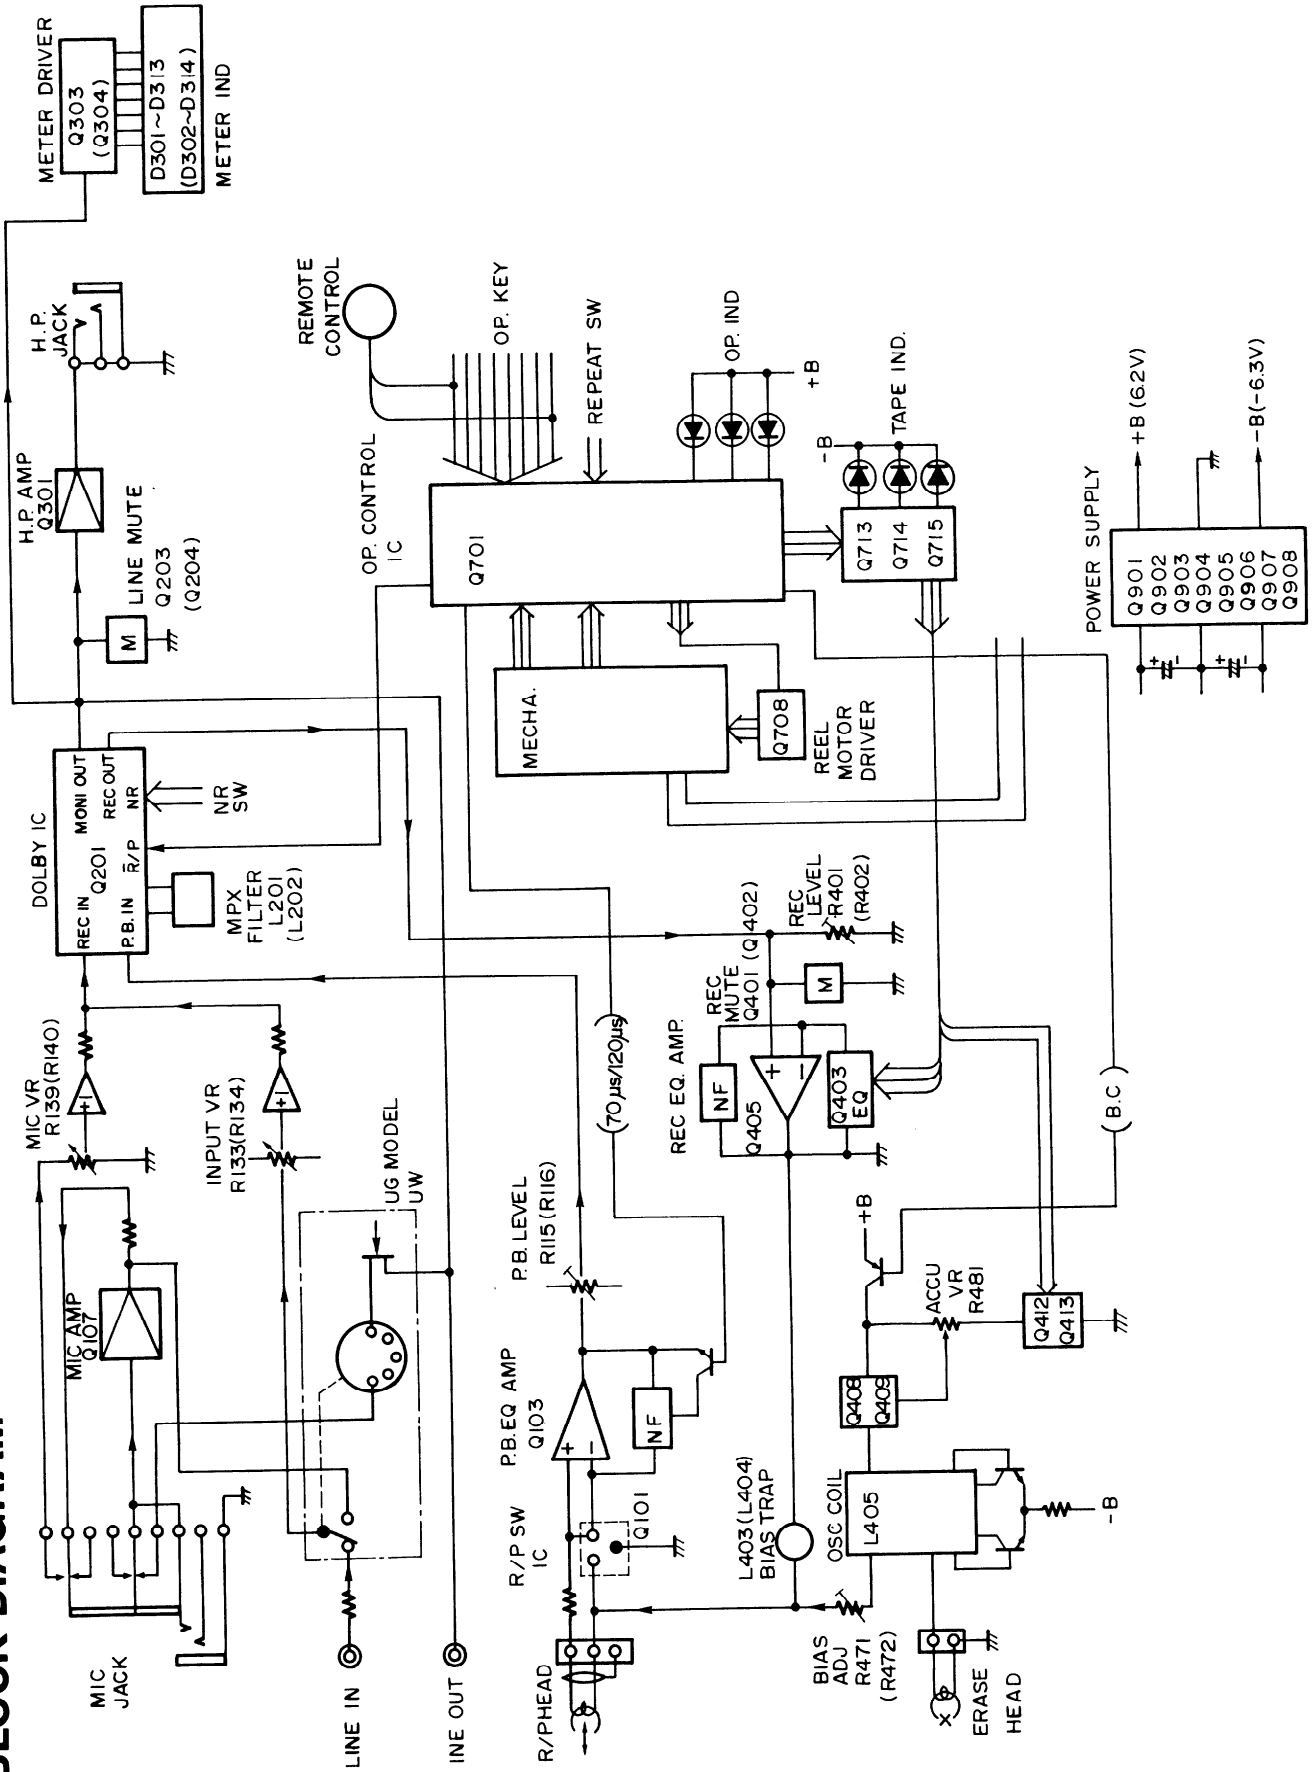 BLOCK DIAGRAM
MIC
JACK
MIC AMP
Q107
MIC VR
R139(R140)
+1
INPUT VR
R133(R134)
+1
UG MODEL
UW
LINE IN
INE OUT
DOLBY IC
REC IN
P.B.IN
Q201
R/P
MONI OUT
REC OUT
NR
NR
SW
MPX
FILTER
L201
(L202)
M
LINE MUTE
Q203
(Q204)
H.P. AMP
Q301
H.P.
JACK
METER DRIVER
Q303
(Q304)
D301~D313
(D302~D314)
METER IND
REMOTE
CONTROL
OP. KEY
REPEAT SW
OP. CONTROL
IC
Q701
OP. IND
+B
-B
TAPE IND.
Q713
Q714
Q715
MECHA.
Q708
REEL
MOTOR
DRIVER
R/PHEAD
R/P SW
IC
Q101
P.B.EQ AMP
Q103
+
-
NF
P.B.LEVEL
R115(R116)
(70μs/120μs)
REC EQ. AMP.
Q405
NF
+
-
Q403
EQ
REC
MUTE
Q401 (Q402)
M
REC
LEVEL
R401
(R402)
L403(L404)
BIAS TRAP
BIAS
ADJ
R471
(R472)
OSC COIL
L405
-B
ERASE
HEAD
Q408
Q409
+B
ACCU
VR
R481
Q412
Q413
(B.C)
POWER SUPPLY
Q901
Q902
Q903
Q904
Q905
Q906
Q907
Q908
+
-
+
-
+B (6.2V)
-B(-6.3V)